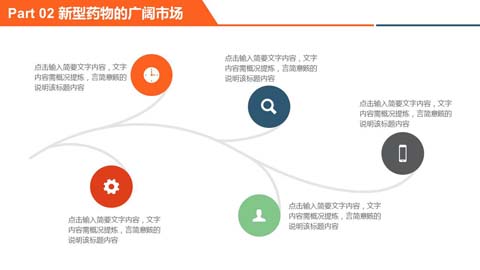 Part 02 新型药物的广阔市场
点击输入简要文字内容，文字
内容需概况提炼，言简意赅的
说明该标题内容
点击输入简要文字内容，文字
内容需概况提炼，言简意赅的
说明该标题内容
点击输入简要文字内容，文字
内容需概况提炼，言简意赅的
说明该标题内容
点击输入简要文字内容，文字
内容需概况提炼，言简意赅的
说明该标题内容
点击输入简要文字内容，文字
内容需概况提炼，言简意赅的
说明该标题内容